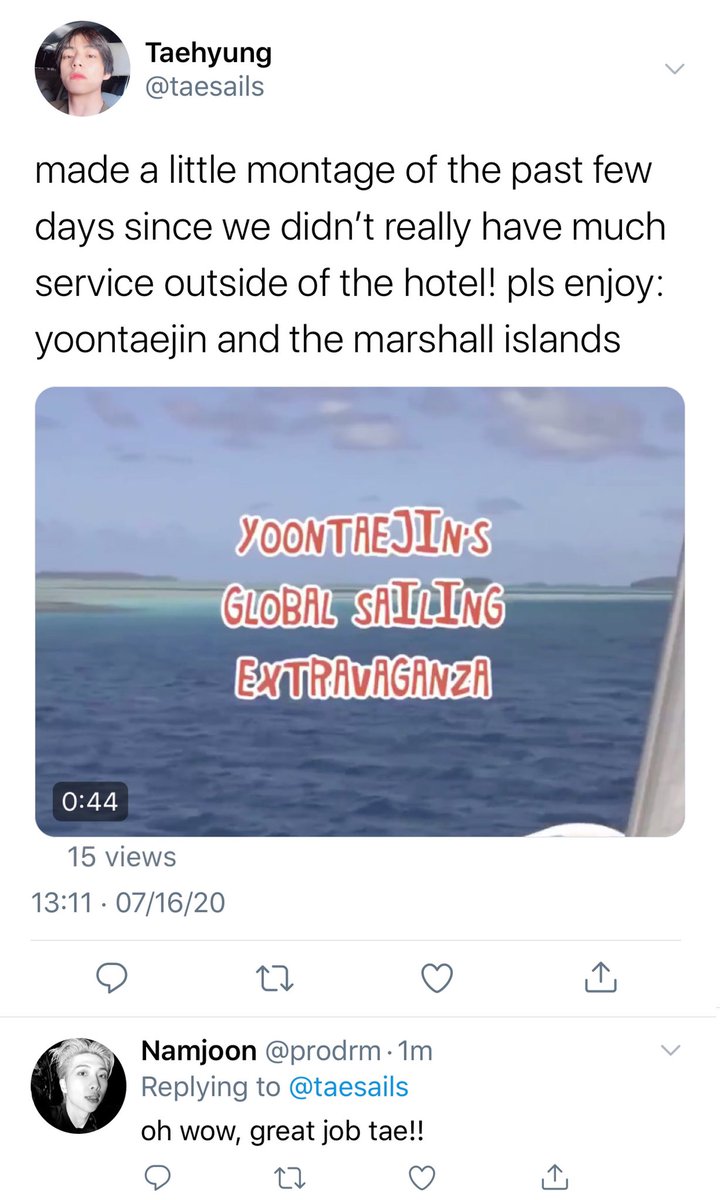 Taehyung
@taesails
made a little montage of the past few
days since we didn’t really have much
service outside of the hotel! pls enjoy:
yoontaejin and the marshall islands
YOONTAEJIN'S
GLOBAL SAILING
EXTRAVAGANZA
0:44
15 views
13:11 · 07/16/20
Namjoon @prodrm · 1m
Replying to @taesails
oh wow, great job tae!!